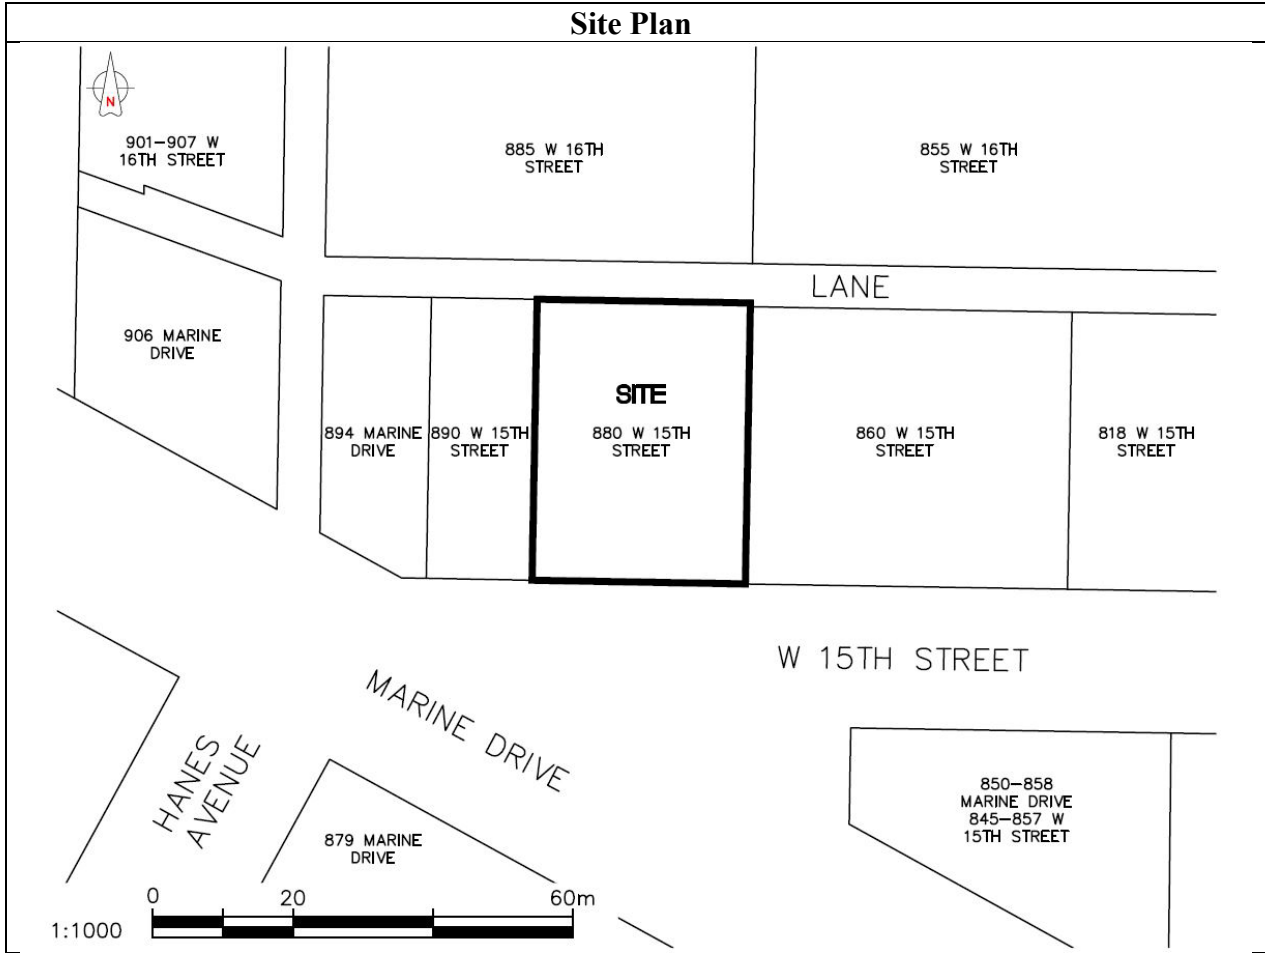 Site Plan
N
901-907 W
16TH STREET
885 W 16TH
STREET
855 W 16TH
STREET
LANE
906 MARINE
DRIVE
SITE
894 MARINE
DRIVE
890 W 15TH
STREET
880 W 15TH
STREET
860 W 15TH
STREET
818 W 15TH
STREET
W 15TH STREET
MARINE DRIVE
HANES
AVENUE
850-858
MARINE DRIVE
845-857 W
15TH STREET
879 MARINE
DRIVE
0 20 60m
1:1000